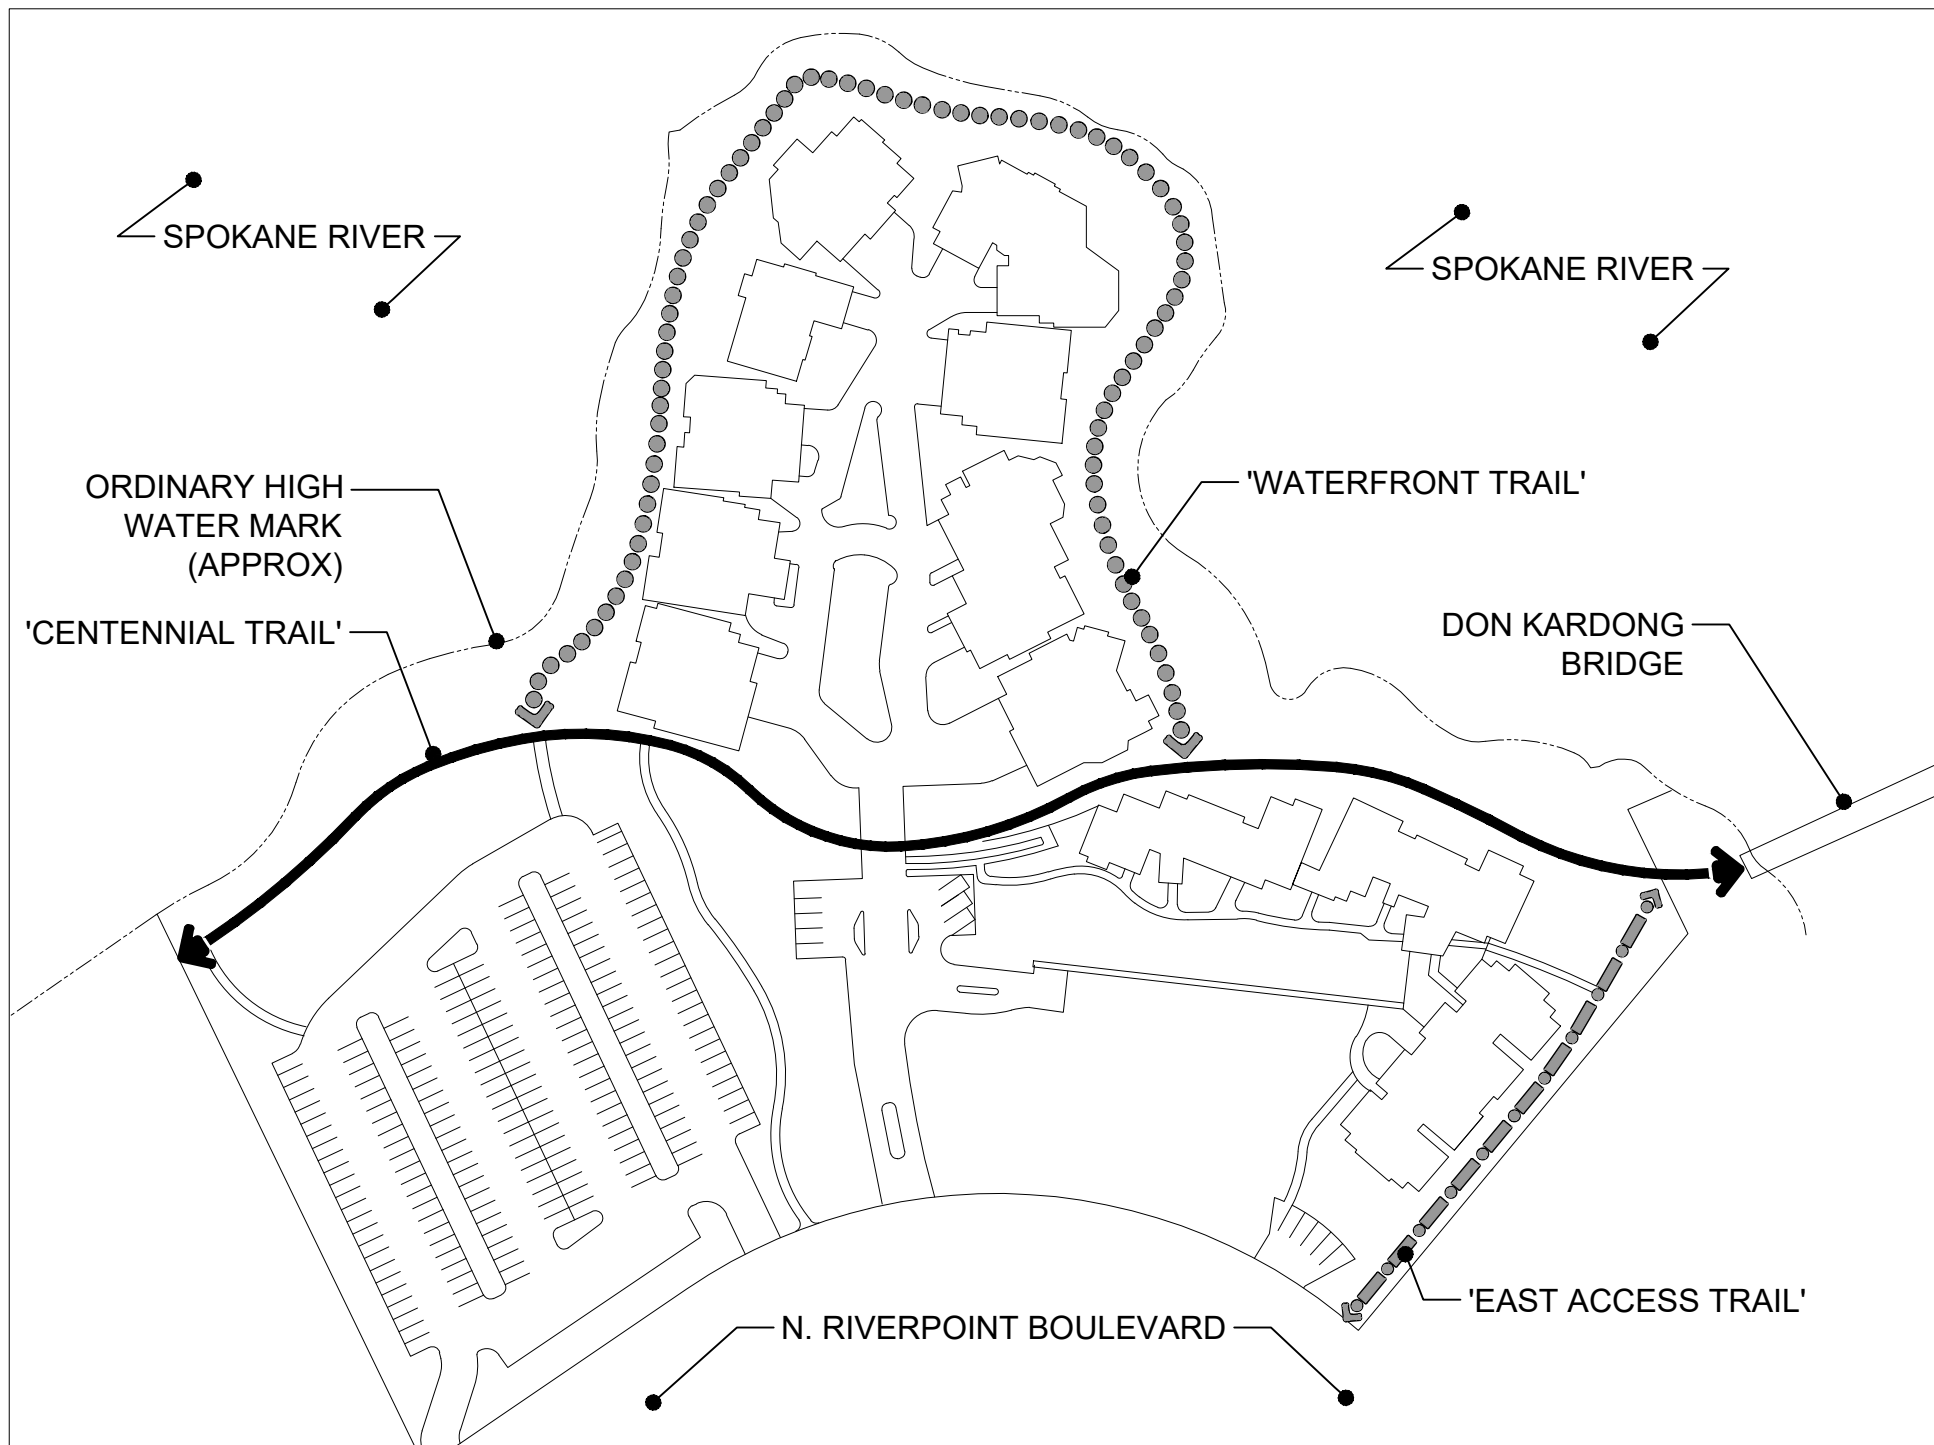 SPOKANE RIVER
SPOKANE RIVER
ORDINARY HIGH
WATER MARK
(APPROX)
'WATERFRONT TRAIL'
'CENTENNIAL TRAIL'
DON KARDONG
BRIDGE
'EAST ACCESS TRAIL'
N. RIVERPOINT BOULEVARD